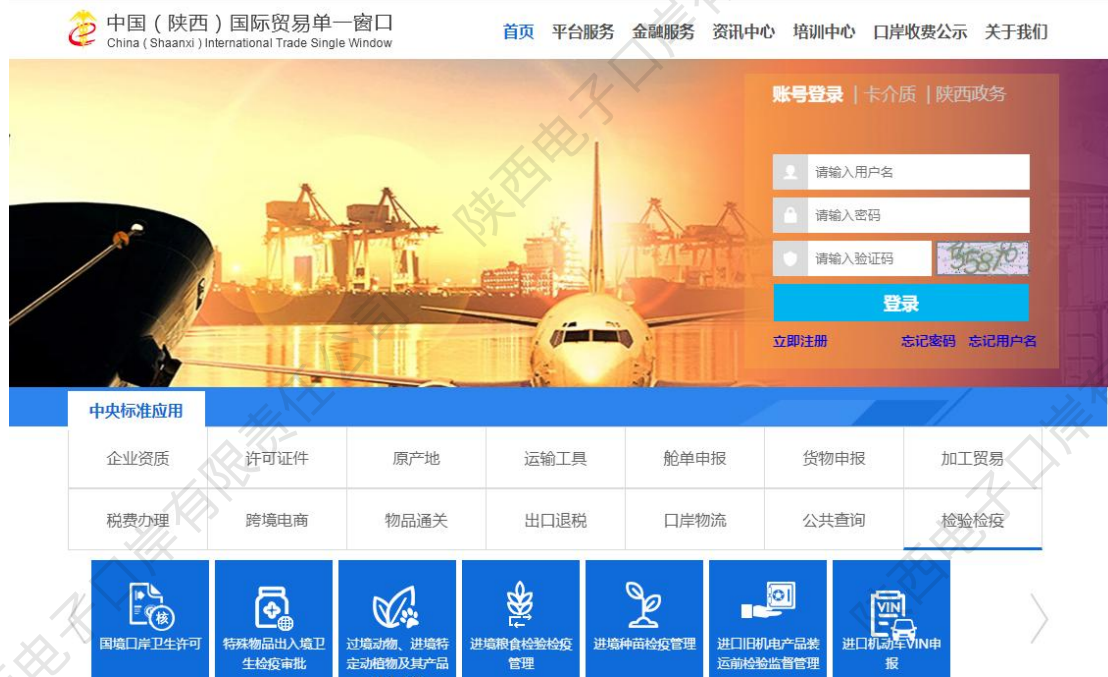 中国（陕西）国际贸易单一窗口
China (Shaanxi) International Trade Single Window
首页 平台服务 金融服务 资讯中心 培训中心 口岸收费公示 关于我们
账号登录 | 卡介质 | 陕西政务
请输入用户名
请输入密码
请输入验证码
登录
立即注册 忘记密码 忘记用户名
中央标准应用
企业资质 许可证件 原产地 运输工具 舱单申报 货物申报 加工贸易
税费办理 跨境电商 物品通关 出口退税 口岸物流 公共查询 检验检疫
核
VIN
国境口岸卫生许可
特殊物品出入境卫
生检疫审批
过境动物、进境特
定动植物及其产品
进境粮食检验检疫
管理
进境种苗检疫管理
进口旧机电产品装
运前检验监督管理
进口机动车VIN申
报
陕西电子口岸有限责任公司